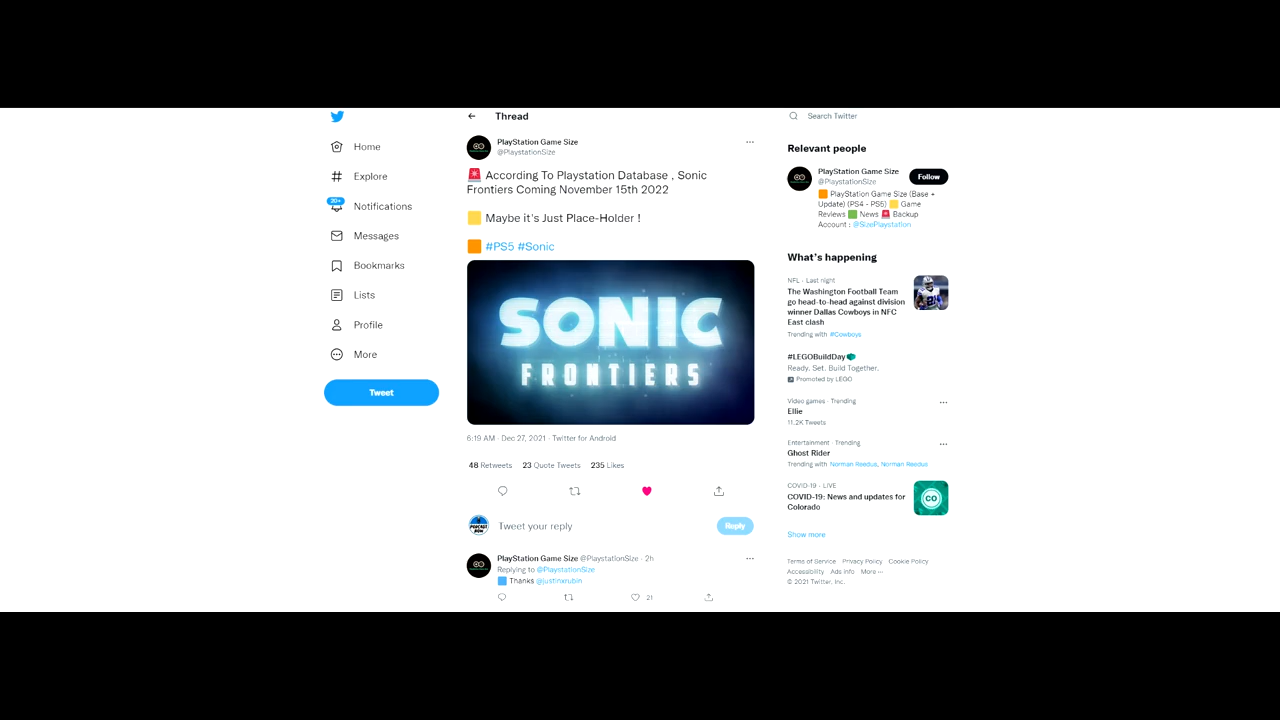 Home
Explore
20+
Notifications
Messages
Bookmarks
Lists
Profile
More
Tweet
Thread
PlayStation Game Size
@PlaystationSize
According To Playstation Database , Sonic
Frontiers Coming November 15th 2022
Maybe it's Just Place-Holder !
#PS5 #Sonic
SONIC
FRONTIERS
6:19 AM · Dec 27, 2021 · Twitter for Android
48 Retweets 23 Quote Tweets 235 Likes
Tweet your reply
Reply
PlayStation Game Size @PlaystationSize · 2h
Replying to @PlaystationSize
Thanks @justinxrubin
21
Search Twitter
Relevant people
PlayStation Game Size
@PlaystationSize
Follow
PlayStation Game Size (Base +
Update) (PS4 - PS5) Game
Reviews News Backup
Account : @SizePlaystation
What's happening
NFL · Last night
The Washington Football Team
go head-to-head against division
winner Dallas Cowboys in NFC
East clash
Trending with #Cowboys
#LEGOBuildDay
Ready. Set. Build Together.
Promoted by LEGO
Video games · Trending
Ellie
11.2K Tweets
Entertainment · Trending
Ghost Rider
Trending with Norman Reedus, Norman Reedus
COVID-19 · LIVE
COVID-19: News and updates for
Colorado
CO
Show more
Terms of Service Privacy Policy Cookie Policy
Accessibility Ads info More ···
© 2021 Twitter, Inc.